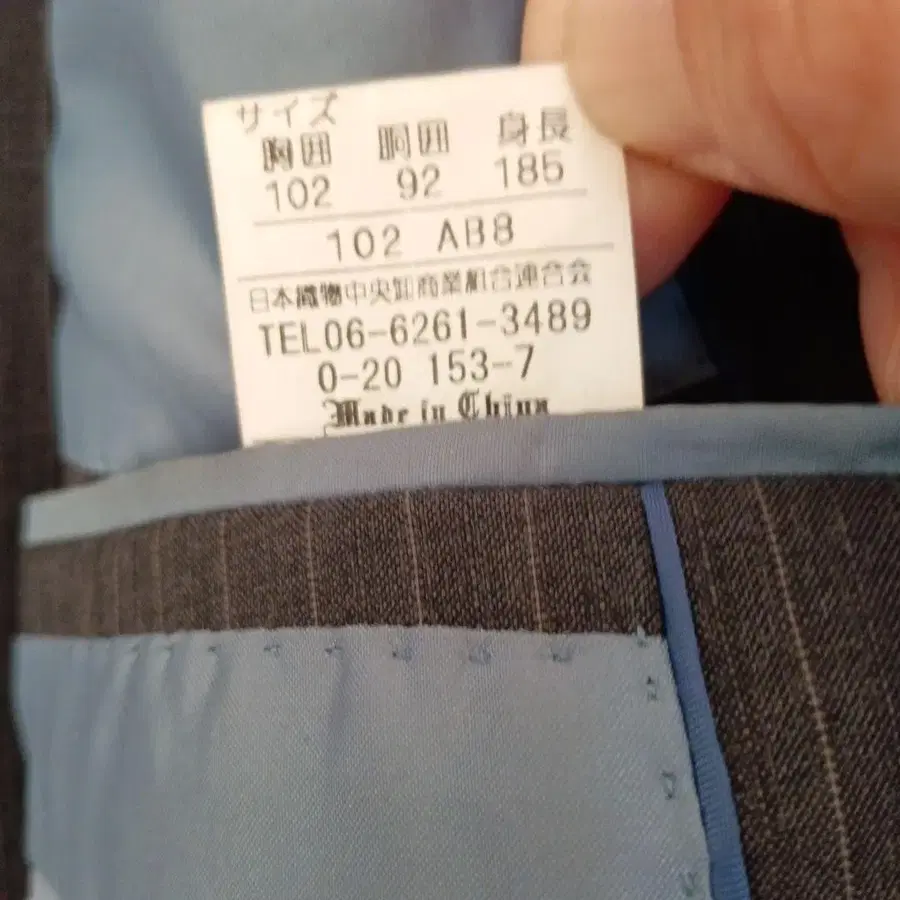 サイズ
胸囲 胴囲 身長
102 92 185
102 AB8
日本織物中央卸商業組合連合会
TEL06-6261-3489
0-20 153-7
Made in China